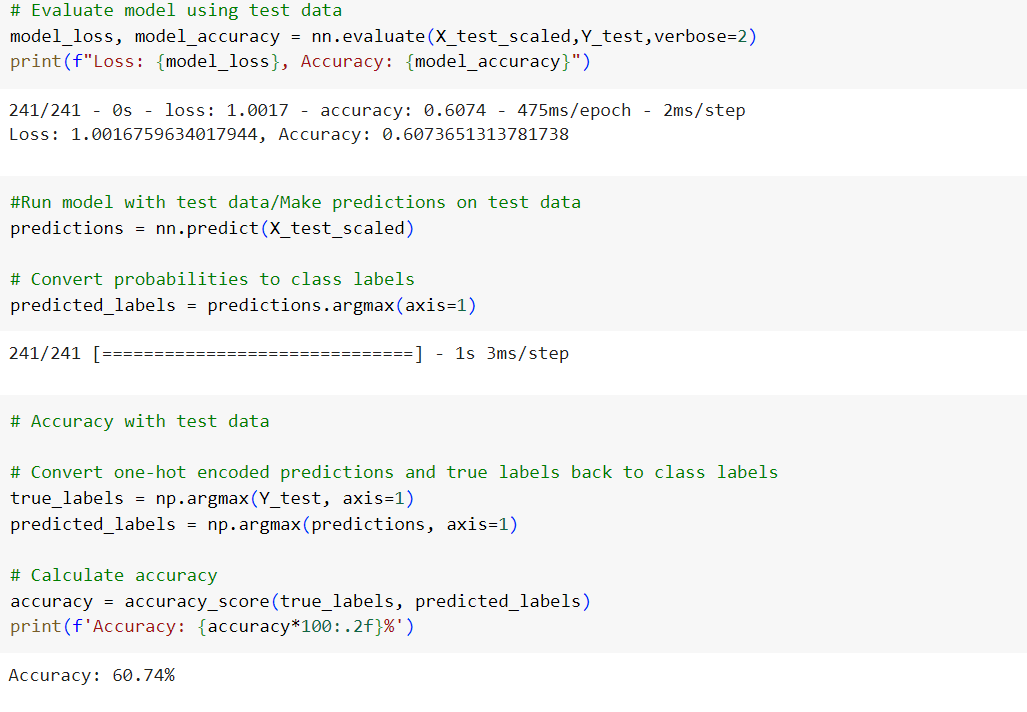 # Evaluate model using test data
model_loss, model_accuracy = nn.evaluate(X_test_scaled,Y_test,verbose=2)
print(f"Loss: {model_loss}, Accuracy: {model_accuracy}")
241/241 - 0s - loss: 1.0017 - accuracy: 0.6074 - 475ms/epoch - 2ms/step
Loss: 1.0016759634017944, Accuracy: 0.6073651313781738
#Run model with test data/Make predictions on test data
predictions = nn.predict(X_test_scaled)
# Convert probabilities to class labels
predicted_labels = predictions.argmax(axis=1)
241/241 [==============================] - 1s 3ms/step
# Accuracy with test data
# Convert one-hot encoded predictions and true labels back to class labels
true_labels = np.argmax(Y_test, axis=1)
predicted_labels = np.argmax(predictions, axis=1)
# Calculate accuracy
accuracy = accuracy_score(true_labels, predicted_labels)
print(f'Accuracy: {accuracy*100:.2f}%')
Accuracy: 60.74%